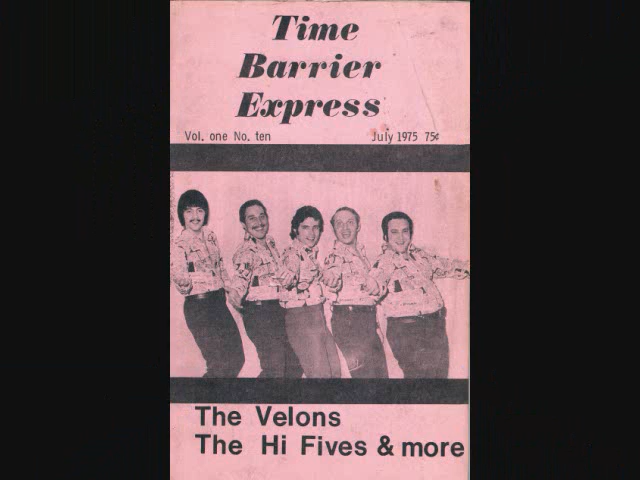 Time
Barrier
Express
Vol. one No. ten July 1975 75¢
The Velons
The Hi Fives & more